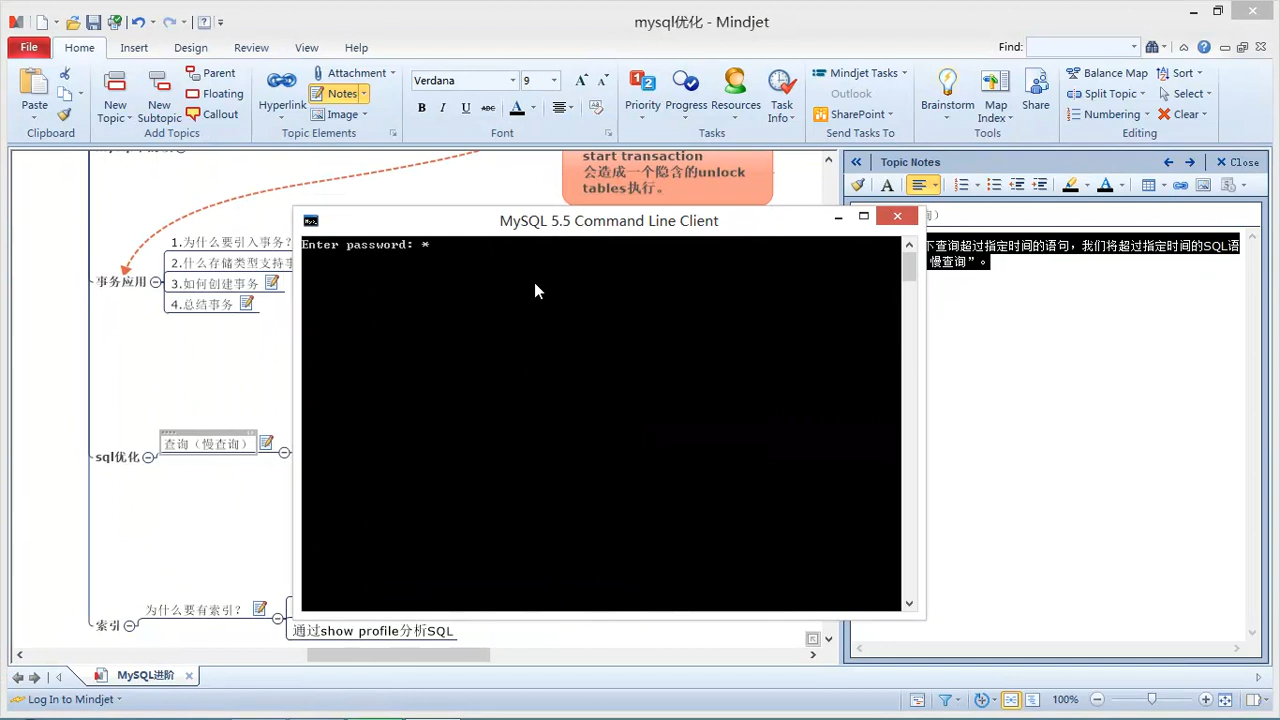 mysql优化 - Mindjet
File Home Insert Design Review View Help Find:
Paste
Clipboard
New Topic
New Subtopic
Parent
Floating
Callout
Add Topics
Hyperlink
Attachment
Notes
Image
Topic Elements
Verdana 9
B I U abc A
Font
Priority
Progress
Resources
Task Info
Tasks
Mindjet Tasks
Outlook
SharePoint
Send Tasks To
Brainstorm
Map Index
Share
Tools
Balance Map
Split Topic
Numbering
Sort
Select
Clear
Editing
start transaction
会造成一个隐含的unlock
tables执行。
Topic Notes
Close
MySQL 5.5 Command Line Client
Enter password: *
1.为什么要引入事务?
2.什么存储类型支持事
事务应用
3.如何创建事务
4.总结事务
下查询超过指定时间的语句，我们将超过指定时间的SQL语
慢查询”。
sql优化
查询（慢查询）
索引
为什么要有索引?
通过show profile分析SQL
MySQL进阶
Log In to Mindjet
100%